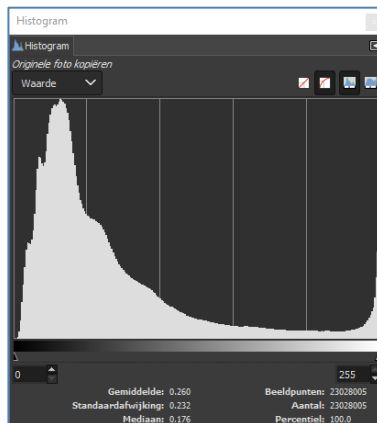 Histogram
Histogram
Originele foto kopiëren
Waarde
0 255
Gemiddelde: 0.260 Beeldpunten: 23028005
Standaardafwijking: 0.232 Aantal: 23028005
Mediaan: 0.176 Percentiel: 100.0